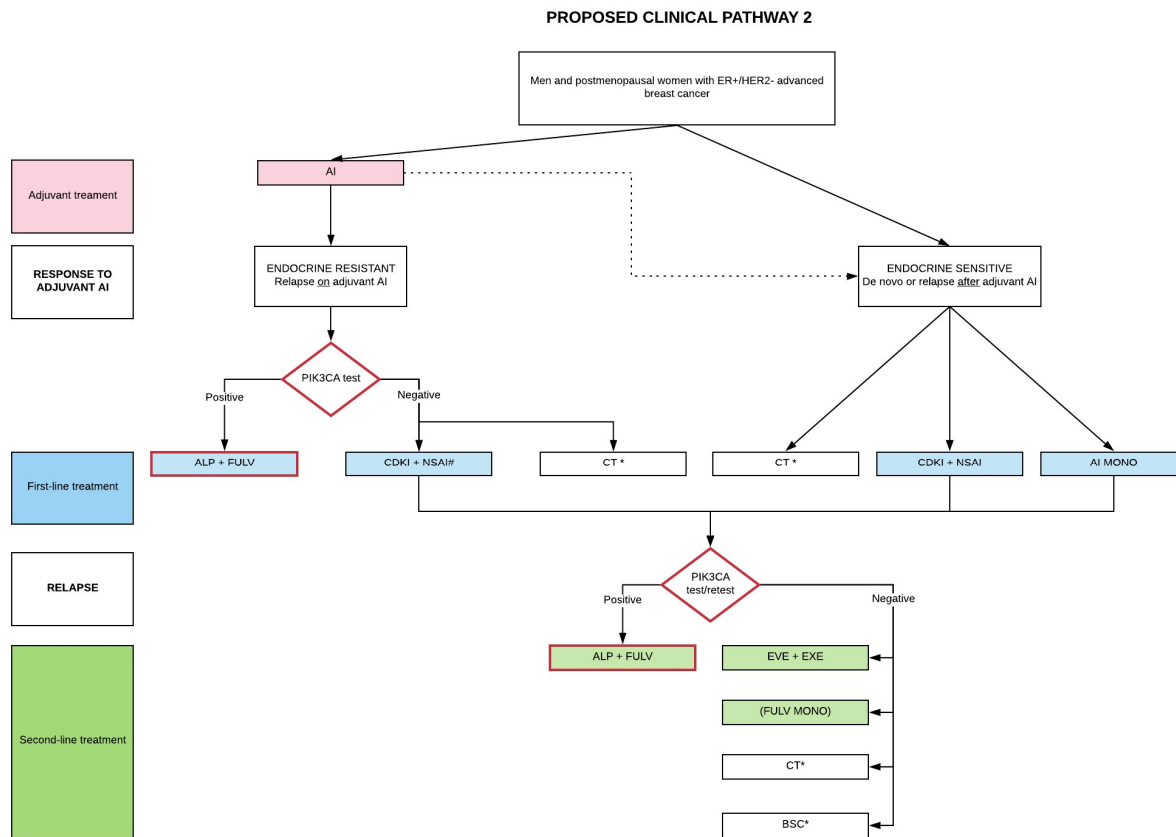 PROPOSED CLINICAL PATHWAY 2
Men and postmenopausal women with ER+/HER2- advanced
breast cancer
Adjuvant treament
AI
RESPONSE TO
ADJUVANT AI
ENDOCRINE RESISTANT
Relapse on adjuvant AI
ENDOCRINE SENSITIVE
De novo or relapse after adjuvant AI
PIK3CA test
Positive
Negative
First-line treatment
ALP + FULV
CDKI + NSAI#
CT *
CT *
CDKI + NSAI
AI MONO
RELAPSE
PIK3CA
test/retest
Positive
Negative
Second-line treatment
ALP + FULV
EVE + EXE
(FULV MONO)
CT*
BSC*